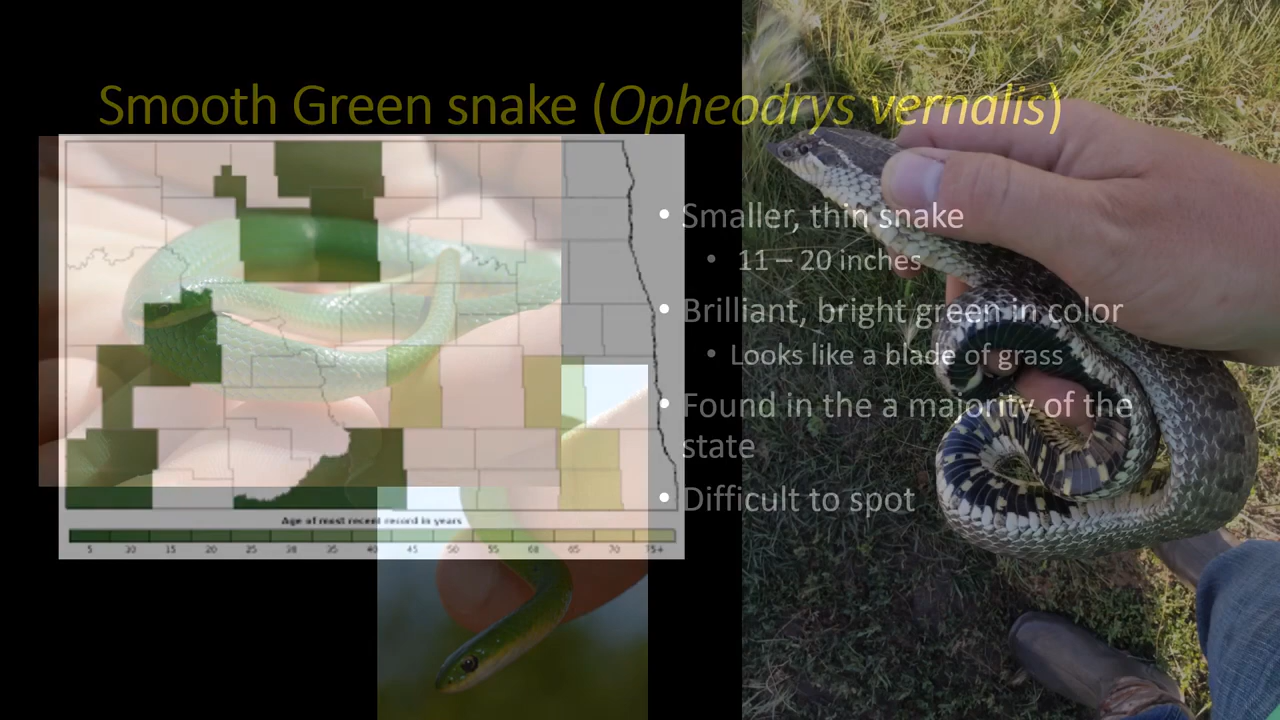 Smooth Green snake (Opheodrys vernalis)
• Smaller, thin snake
• 11 – 20 inches
• Brilliant, bright green in color
• Looks like a blade of grass
• Found in the a majority of the
state
• Difficult to spot
Age of most recent record in years
5 10 15 20 25 30 35 40 45 50 55 60 65 70 75+